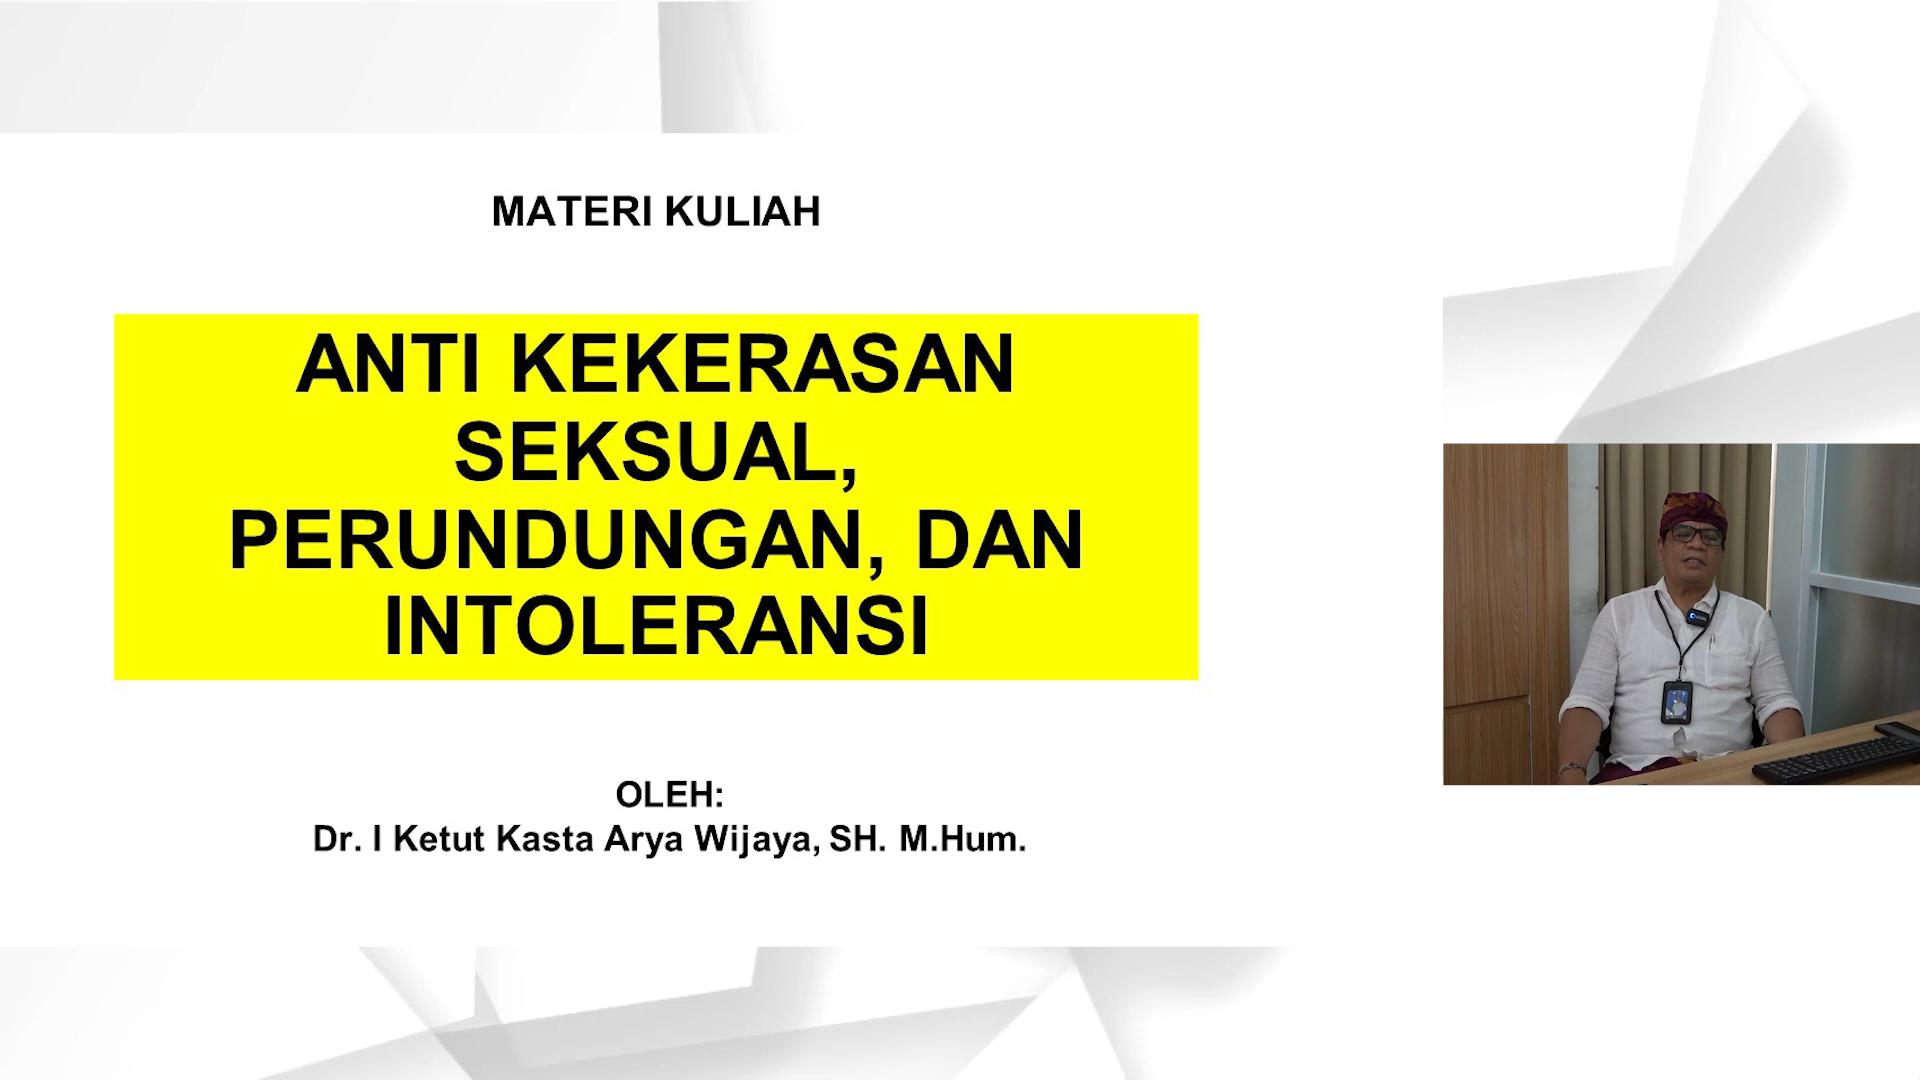 MATERI KULIAH
ANTI KEKERASAN
SEKSUAL,
PERUNDUNGAN, DAN
INTOLERANSI
OLEH:
Dr. I Ketut Kasta Arya Wijaya, SH. M.Hum.